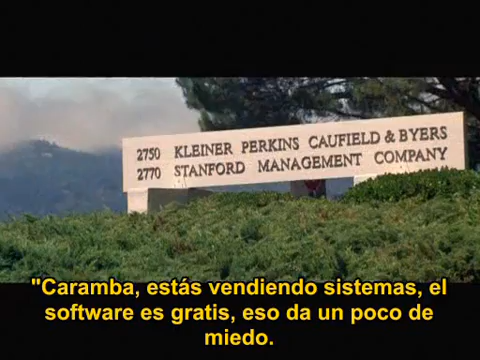 2750 KLEINER PERKINS CAUFIELD & BYERS
2770 STANFORD MANAGEMENT COMPANY
"Caramba, estás vendiendo sistemas, el
software es gratis, eso da un poco de
miedo.